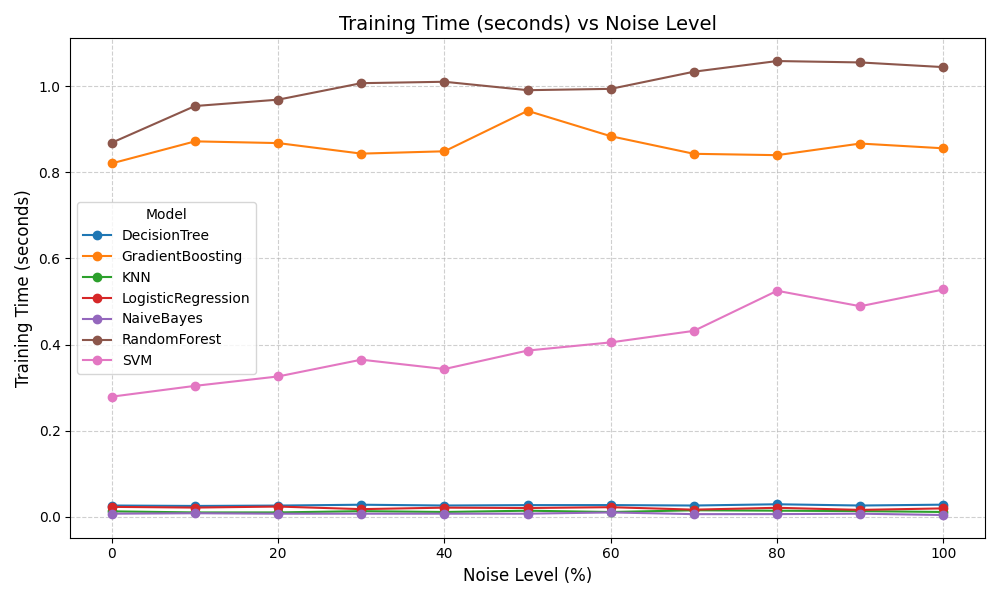 Training Time (seconds) vs Noise Level
Training Time (seconds)
1.0
0.8
0.6
0.4
0.2
0.0
Model
DecisionTree
GradientBoosting
KNN
LogisticRegression
NaiveBayes
RandomForest
SVM
0 20 40 60 80 100
Noise Level (%)